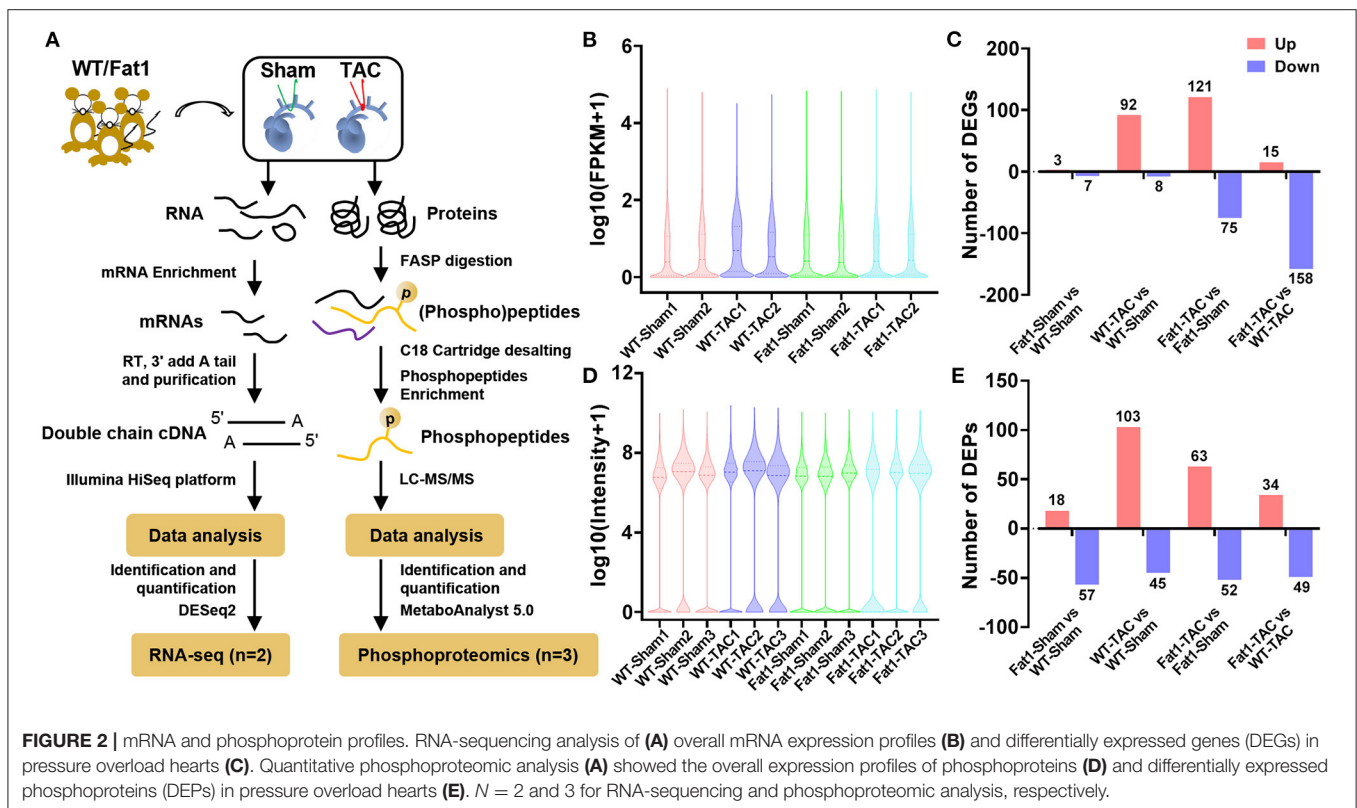 A
WT/Fat1
Sham TAC
RNA
Proteins
mRNA Enrichment
FASP digestion
p
(Phospho)peptides
mRNAs
C18 Cartridge desalting
RT, 3' add A tail
and purification
Phosphopeptides
Enrichment
5' A
Double chain cDNA
A 5'
p
Phosphopeptides
Illumina HiSeq platform
LC-MS/MS
Data analysis
Data analysis
Identification and
quantification
DESeq2
Identification and
quantification
MetaboAnalyst 5.0
RNA-seq (n=2)
Phosphoproteomics (n=3)
B
log10(FPKM+1)
6
4
2
0
WT-Sham1
WT-Sham2
WT-TAC1
WT-TAC2
Fat1-Sham1
Fat1-Sham2
Fat1-TAC1
Fat1-TAC2
C
Up
Down
Number of DEGs
200
100
0
-100
-200
3
7
92
8
121
75
15
158
Fat1-Sham vs
WT-Sham
WT-TAC vs
WT-Sham
Fat1-TAC vs
Fat1-Sham
Fat1-TAC vs
WT-TAC
D
log10(Intensity+1)
12
8
4
0
WT-Sham1
WT-Sham2
WT-Sham3
WT-TAC1
WT-TAC2
WT-TAC3
Fat1-Sham1
Fat1-Sham2
Fat1-Sham3
Fat1-TAC1
Fat1-TAC2
Fat1-TAC3
E
Number of DEPs
150
100
50
0
-50
-100
18
57
103
45
63
52
34
49
Fat1-Sham vs
WT-Sham
WT-TAC vs
WT-Sham
Fat1-TAC vs
Fat1-Sham
Fat1-TAC vs
WT-TAC
FIGURE 2 | mRNA and phosphoprotein profiles. RNA-sequencing analysis of (A) overall mRNA expression profiles (B) and differentially expressed genes (DEGs) in
pressure overload hearts (C). Quantitative phosphoproteomic analysis (A) showed the overall expression profiles of phosphoproteins (D) and differentially expressed
phosphoproteins (DEPs) in pressure overload hearts (E). N = 2 and 3 for RNA-sequencing and phosphoproteomic analysis, respectively.